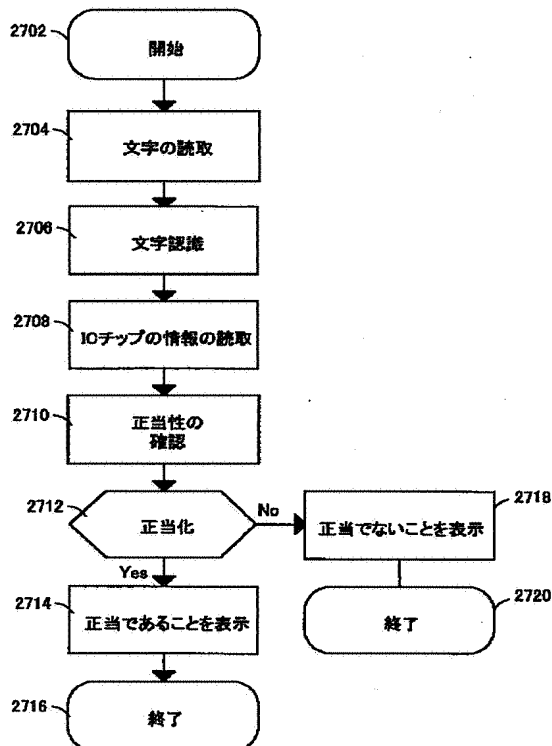 2702
開始
2704
文字の読取
2706
文字認識
2708
ICチップの情報の読取
2710
正当性の
確認
2712
正当化
No
2718
正当でないことを表示
Yes
2714
正当であることを表示
2720
終了
2716
終了